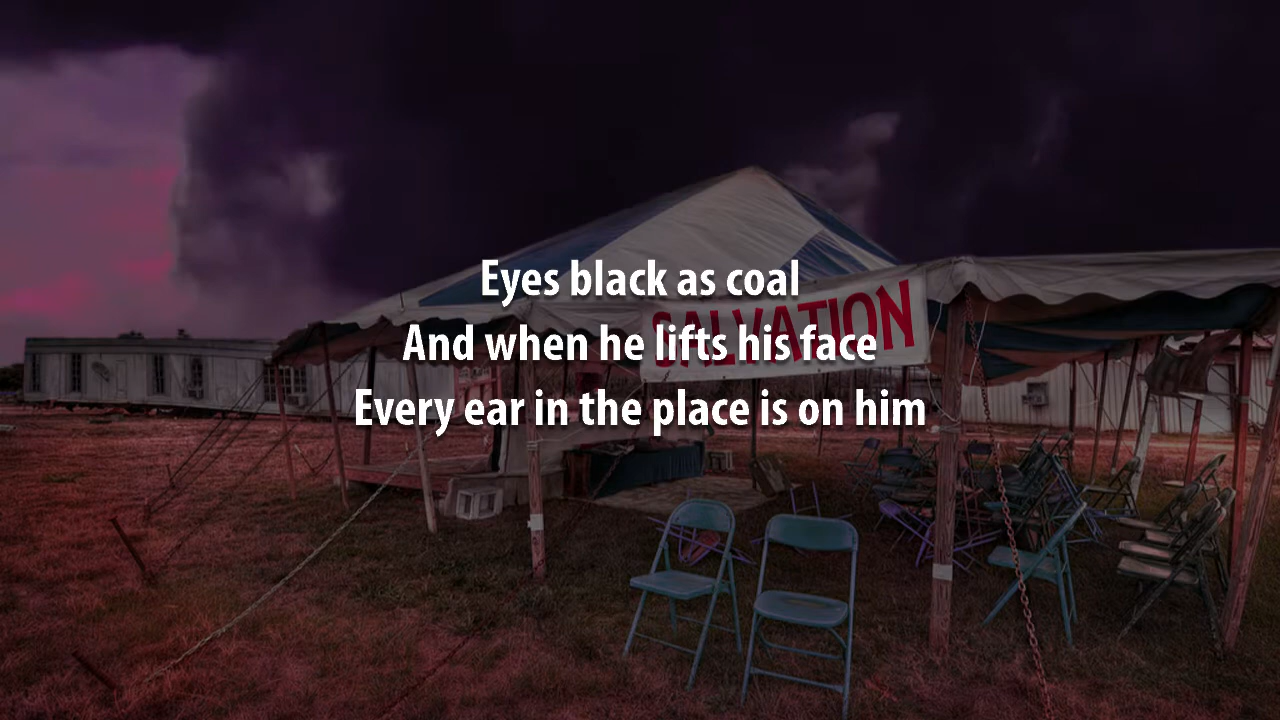 Eyes black as coal
SALVATION
And when he lifts his face
Every ear in the place is on him